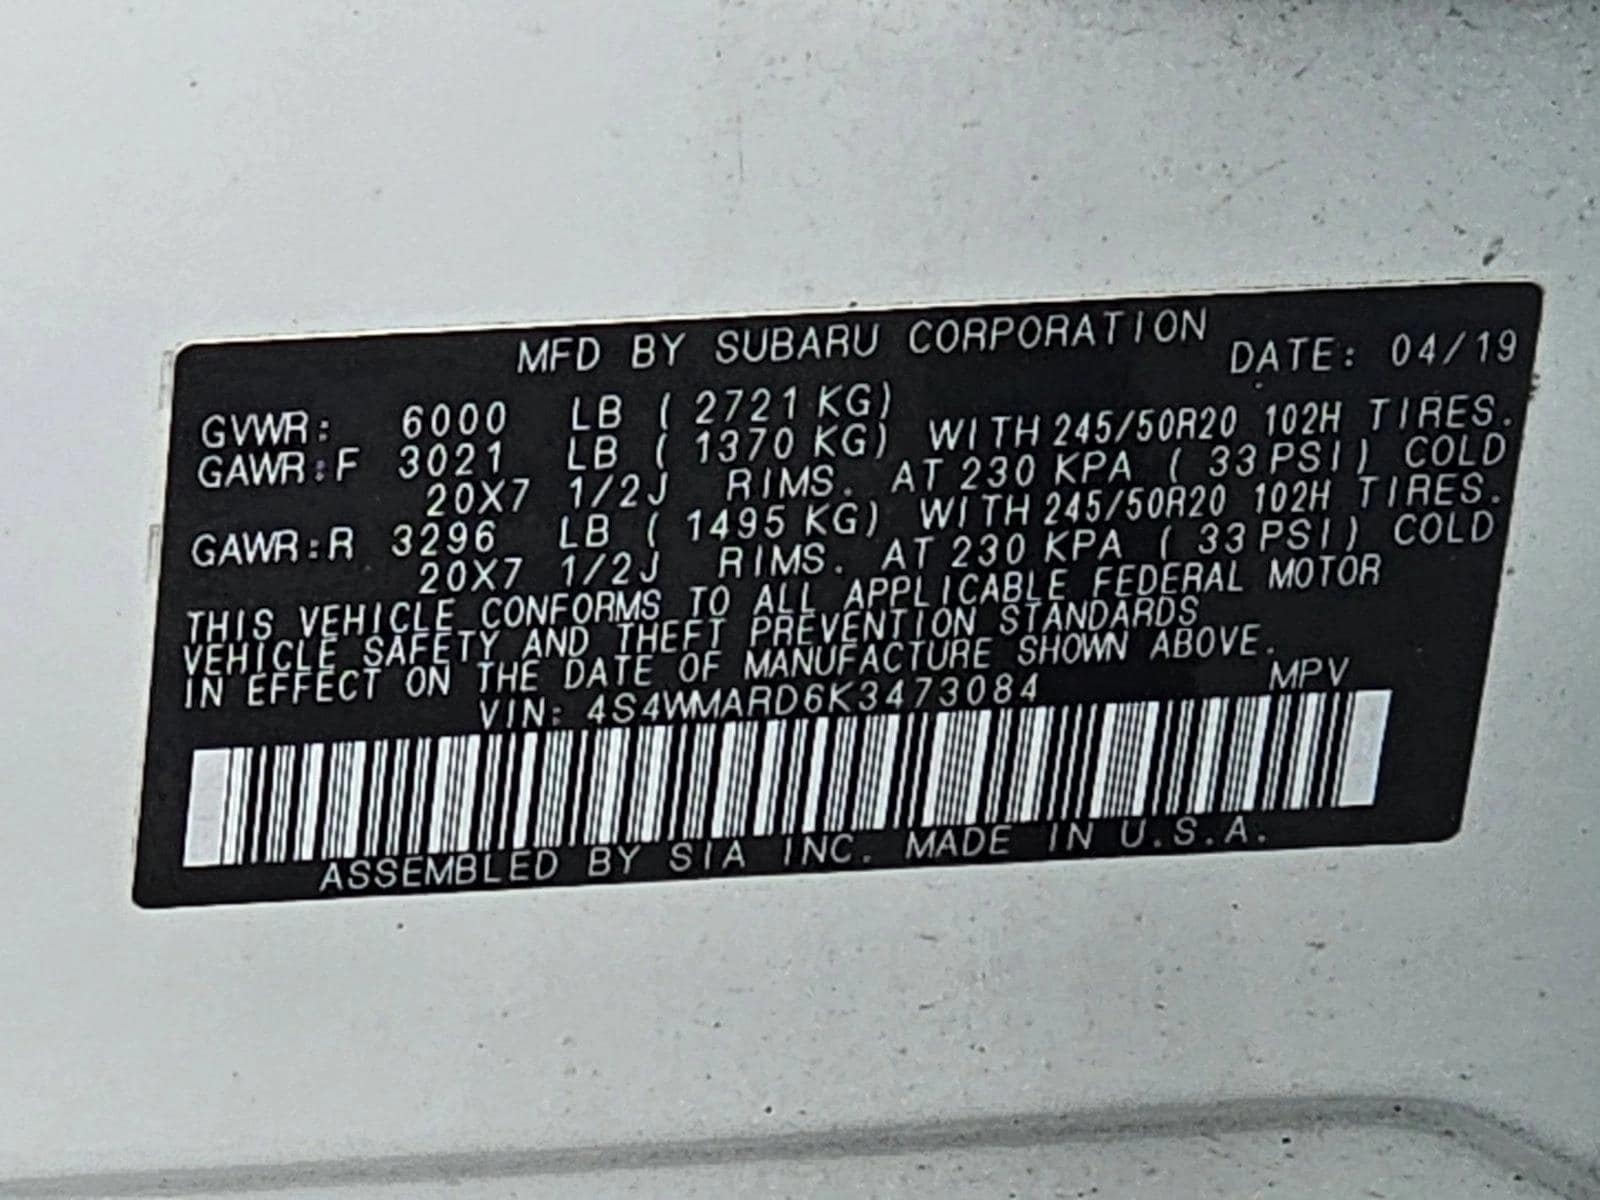 MFD BY SUBARU CORPORATION DATE: 04/19
GVWR: 6000 LB ( 2721 KG)
GAWR:F 3021 LB ( 1370 KG) WITH 245/50R20 102H TIRES.
20X7 1/2J RIMS. AT 230 KPA ( 33 PSI) COLD
GAWR:R 3296 LB ( 1495 KG) WITH 245/50R20 102H TIRES.
20X7 1/2J RIMS. AT 230 KPA ( 33 PSI) COLD
THIS VEHICLE CONFORMS TO ALL APPLICABLE FEDERAL MOTOR
VEHICLE SAFETY AND THEFT PREVENTION STANDARDS
IN EFFECT ON THE DATE OF MANUFACTURE SHOWN ABOVE.
VIN: 4S4WMARD6K3473084 MPV
ASSEMBLED BY SIA INC. MADE IN U.S.A.